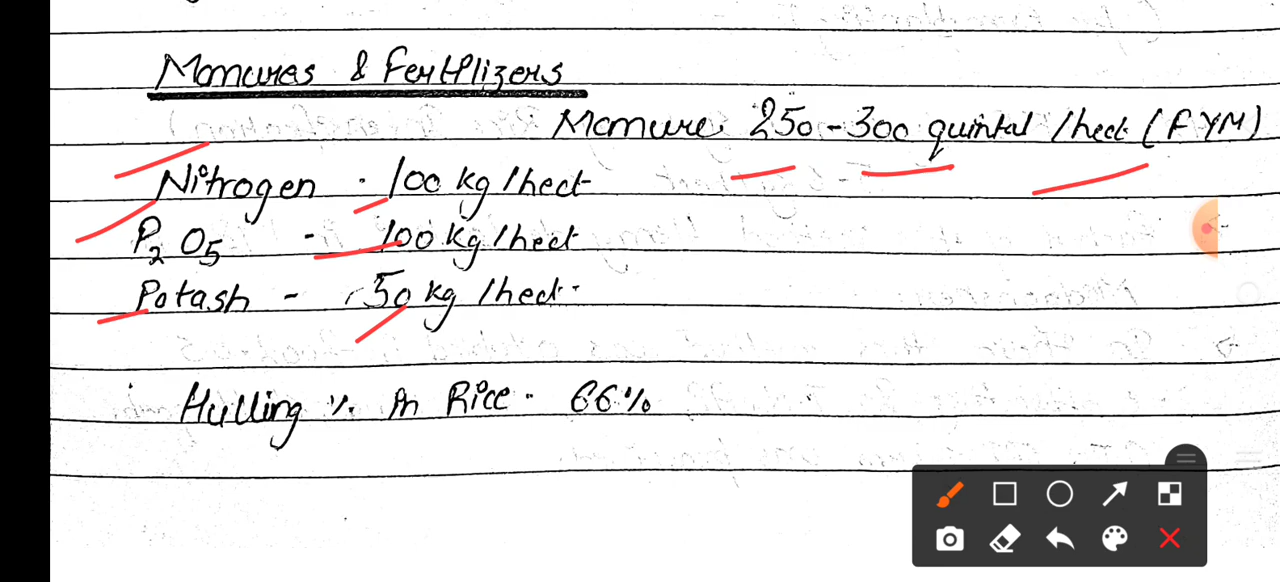 Manures & Fertilizers
Manure 250-300 quintal /hect (FYM)
Nitrogen - 100 kg /hect
P2O5 - 100 kg /hect
Potash - 50 kg /hect.
Hulling % in Rice - 66%